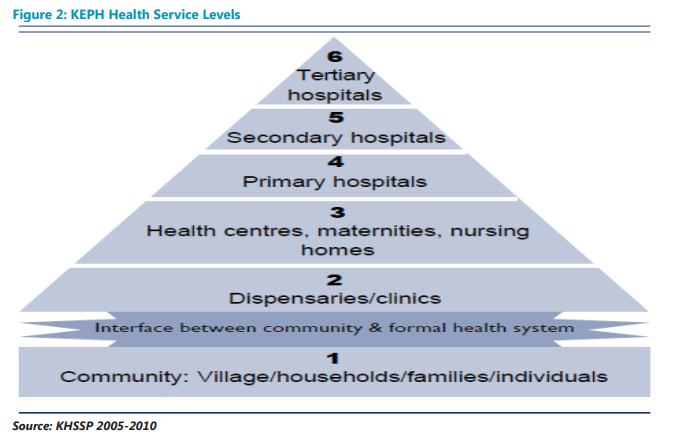 Figure 2: KEPH Health Service Levels
6
Tertiary
hospitals
5
Secondary hospitals
4
Primary hospitals
3
Health centres, maternities, nursing
homes
2
Dispensaries/clinics
Interface between community & formal health system
1
Community: Village/households/families/individuals
Source: KHSSP 2005-2010